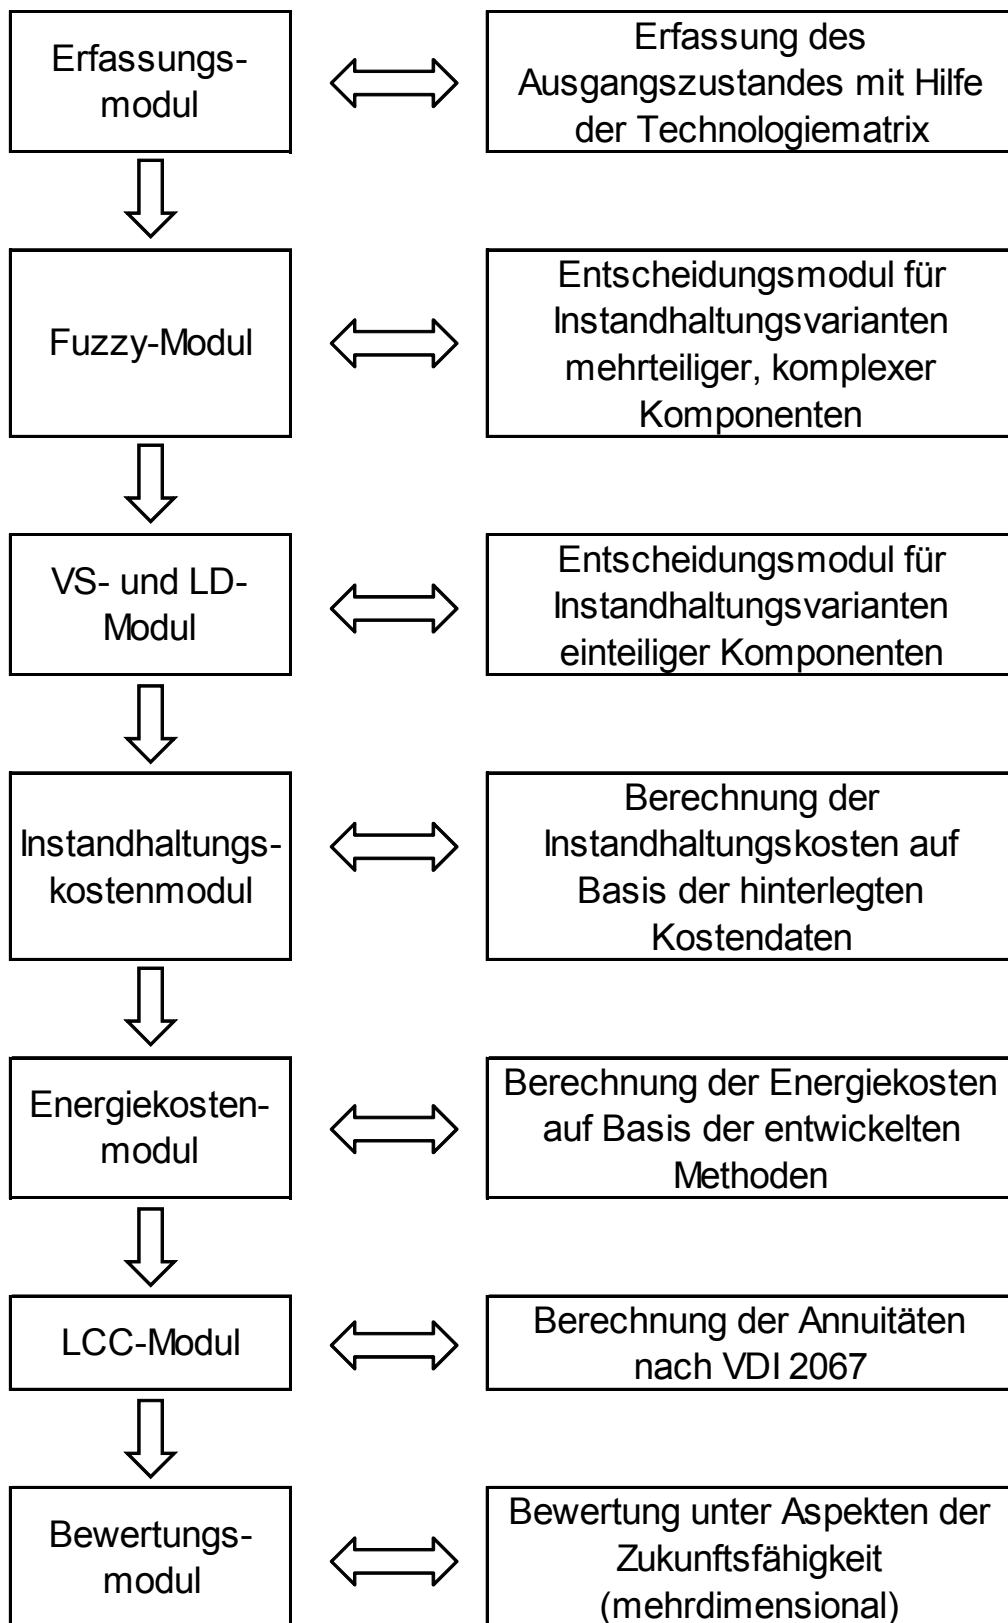 Erfassungs-
modul
Erfassung des
Ausgangszustandes mit Hilfe
der Technologiematrix
Fuzzy-Modul
Entscheidungsmodul für
Instandhaltungsvarianten
mehrteiliger, komplexer
Komponenten
VS- und LD-
Modul
Entscheidungsmodul für
Instandhaltungsvarianten
einteiliger Komponenten
Instandhaltungs-
kostenmodul
Berechnung der
Instandhaltungskosten auf
Basis der hinterlegten
Kostendaten
Energiekosten-
modul
Berechnung der Energiekosten
auf Basis der entwickelten
Methoden
LCC-Modul
Berechnung der Annuitäten
nach VDI 2067
Bewertungs-
modul
Bewertung unter Aspekten der
Zukunftsfähigkeit
(mehrdimensional)